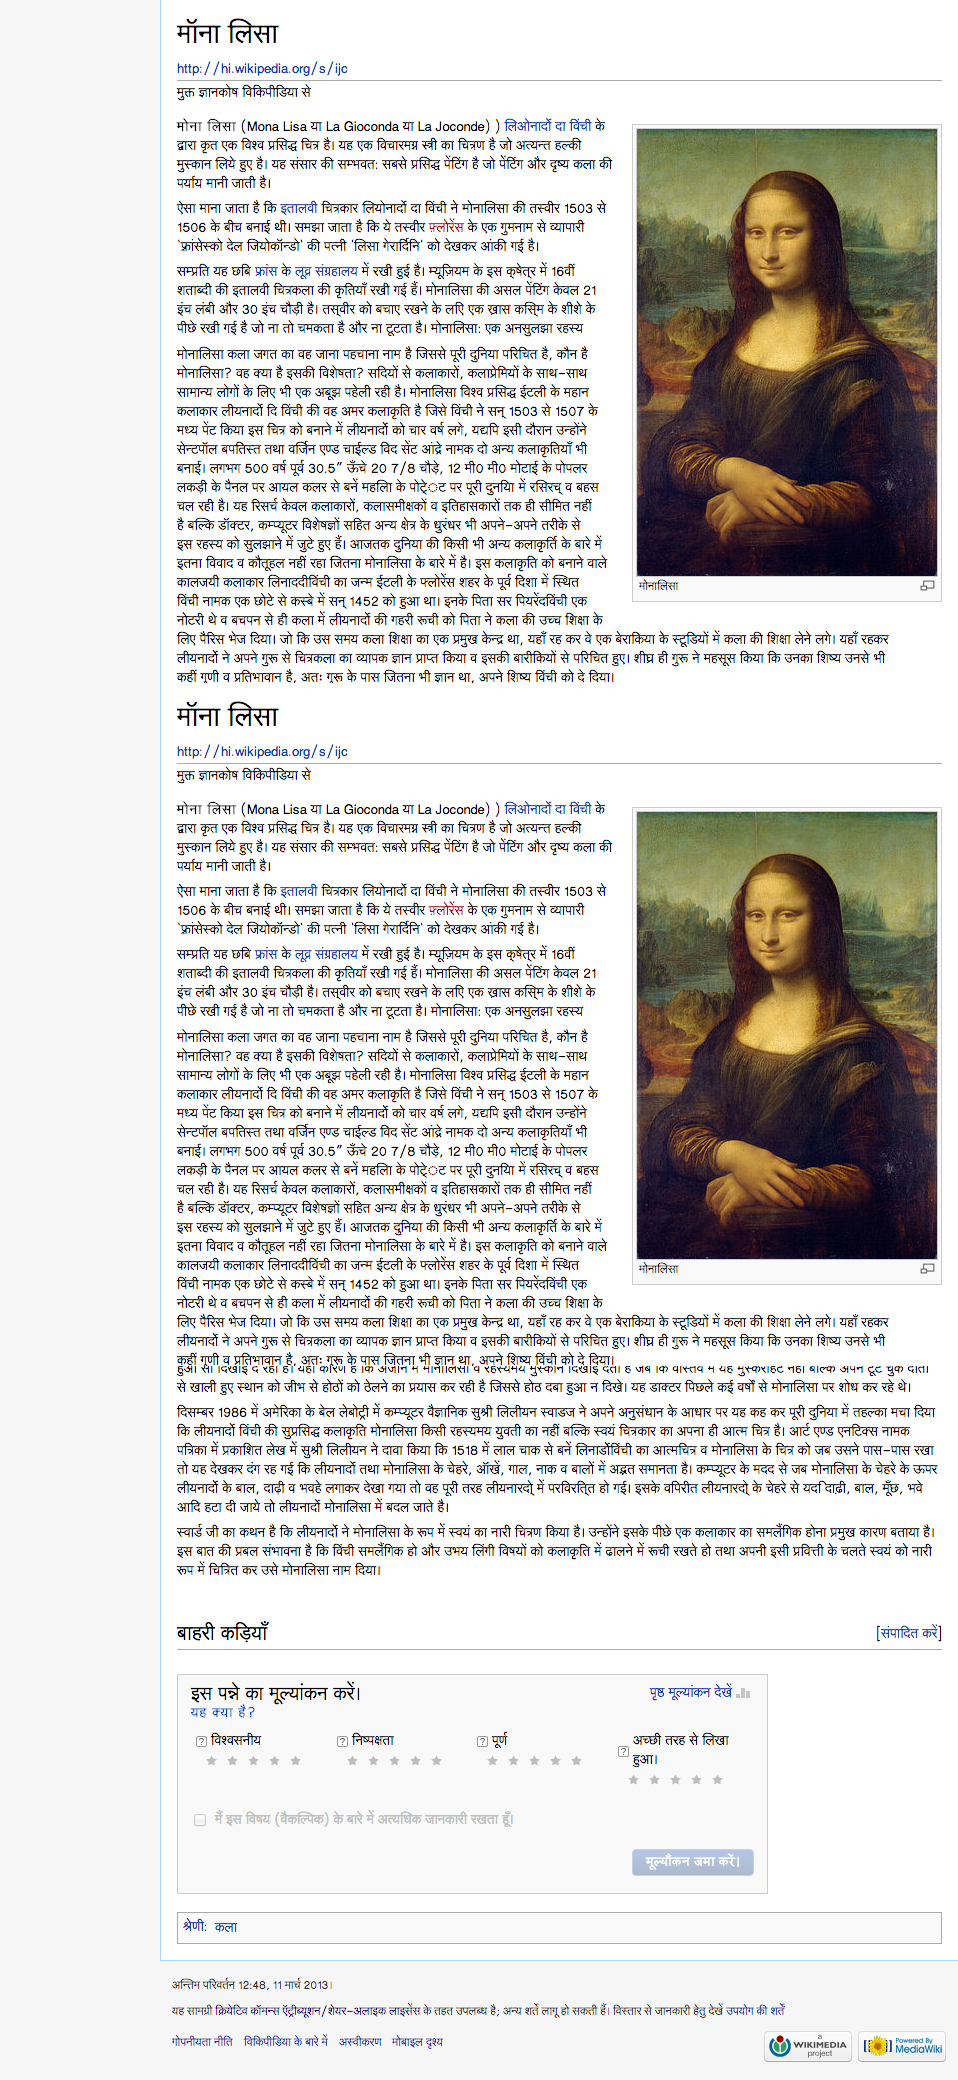 मॉना लिसा
http://hi.wikipedia.org/s/ijc
मुक्त ज्ञानकोष विकिपीडिया से
मोना लिसा (Mona Lisa या La Gioconda या La Joconde) ) लिओनार्दो दा विंची के
द्वारा कृत एक विश्व प्रसिद्ध चित्र है। यह एक विचारमग्न स्त्री का चित्रण है जो अत्यन्त हल्की
मुस्कान लिये हुए है। यह संसार की सम्भवत: सबसे प्रसिद्ध पेंटिंग है जो पेंटिंग और दृष्य कला की
पर्याय मानी जाती है।
ऐसा माना जाता है कि इतालवी चित्रकार लियोनार्दो दा विंची ने मोनालिसा की तस्वीर 1503 से
1506 के बीच बनाई थी। समझा जाता है कि ये तस्वीर फ़्लोरेंस के एक गुमनाम से व्यापारी
'फ़्रांसेस्को देल जियोकॉन्डो' की पत्नी 'लिसा गेरार्दिनि' को देखकर आंकी गई है।
सम्प्रति यह छबि फ्रांस के लूव्र संग्रहालय में रखी हुई है। म्यूज़ियम के इस क्षेत्र में 16वीं
शताब्दी की इतालवी चित्रकला की कृतियाँ रखी गई हैं। मोनालिसा की असल पेंटिंग केवल 21
इंच लंबी और 30 इंच चौड़ी है। तस्वीर को बचाए रखने के लिए एक ख़ास किस्म के शीशे के
पीछे रखी गई है जो ना तो चमकता है और ना टूटता है। मोनालिसा: एक अनसुलझा रहस्य
मोनालिसा कला जगत का वह जाना पहचाना नाम है जिससे पूरी दुनिया परिचित है, कौन है
मोनालिसा? वह क्या है इसकी विशेषता? सदियों से कलाकारों, कलाप्रेमियों के साथ-साथ
सामान्य लोगों के लिए भी एक अबूझ पहेली रही है। मोनालिसा विश्व प्रसिद्ध ईटली के महान
कलाकार लीयनार्दो दि विंची की वह अमर कलाकृति है जिसे विंची ने सन् 1503 से 1507 के
मध्य पेंट किया इस चित्र को बनाने में लीयनार्दो को चार वर्ष लगे, यद्यपि इसी दौरान उन्होंने
सेन्टपॉल बपतिस्त तथा वर्जिन एण्ड चाईल्ड विद सेंट आंद्रे नामक दो अन्य कलाकृतियाँ भी
बनाई। लगभग 500 वर्ष पूर्व 30.5” ऊँचे 20 7/8 चौड़े, 12 मी0 मी0 मोटाई के पोपलर
लकड़ी के पैनल पर आयल कलर से बनें महिला के पोट्रे्ट पर पूरी दुनिया में रिसर्च् व बहस
चल रही है। यह रिसर्च केवल कलाकारों, कलासमीक्षकों व इतिहासकारों तक ही सीमित नहीं
है बल्कि डॉक्टर, कम्प्यूटर विशेषज्ञों सहित अन्य क्षेत्र के धुरंधर भी अपने-अपने तरीके से
इस रहस्य को सुलझाने में जुटे हुए हैं। आजतक दुनिया की किसी भी अन्य कलाकृर्ति के बारे में
इतना विवाद व कौतूहल नहीं रहा जितना मोनालिसा के बारे में है। इस कलाकृति को बनाने वाले
कालजयी कलाकार लिनाददीविंची का जन्म ईटली के फ्लोरेंस शहर के पूर्व दिशा में स्थित
विंची नामक एक छोटे से कस्बे में सन् 1452 को हुआ था। इनके पिता सर पियरेंदविंची एक
नोटरी थे व बचपन से ही कला में लीयनार्दो की गहरी रूची को पिता ने कला की उच्च शिक्षा के
मोनालिसा
लिए पैरिस भेज दिया। जो कि उस समय कला शिक्षा का एक प्रमुख केन्द्र था, यहाँ रह कर वे एक बेराकिया के स्टूडियों में कला की शिक्षा लेने लगे। यहाँ रहकर
लीयनार्दो ने अपने गुरू से चित्रकला का व्यापक ज्ञान प्राप्त किया व इसकी बारीकियों से परिचित हुए। शीघ्र ही गुरू ने महसूस किया कि उनका शिष्य उनसे भी
कहीं गुणी व प्रतिभावान है, अतः गुरू के पास जितना भी ज्ञान था, अपने शिष्य विंची को दे दिया।
मॉना लिसा
http://hi.wikipedia.org/s/ijc
मुक्त ज्ञानकोष विकिपीडिया से
मोना लिसा (Mona Lisa या La Gioconda या La Joconde) ) लिओनार्दो दा विंची के
द्वारा कृत एक विश्व प्रसिद्ध चित्र है। यह एक विचारमग्न स्त्री का चित्रण है जो अत्यन्त हल्की
मुस्कान लिये हुए है। यह संसार की सम्भवत: सबसे प्रसिद्ध पेंटिंग है जो पेंटिंग और दृष्य कला की
पर्याय मानी जाती है।
ऐसा माना जाता है कि इतालवी चित्रकार लियोनार्दो दा विंची ने मोनालिसा की तस्वीर 1503 से
1506 के बीच बनाई थी। समझा जाता है कि ये तस्वीर फ़्लोरेंस के एक गुमनाम से व्यापारी
'फ़्रांसेस्को देल जियोकॉन्डो' की पत्नी 'लिसा गेरार्दिनि' को देखकर आंकी गई है।
सम्प्रति यह छबि फ्रांस के लूव्र संग्रहालय में रखी हुई है। म्यूज़ियम के इस क्षेत्र में 16वीं
शताब्दी की इतालवी चित्रकला की कृतियाँ रखी गई हैं। मोनालिसा की असल पेंटिंग केवल 21
इंच लंबी और 30 इंच चौड़ी है। तस्वीर को बचाए रखने के लिए एक ख़ास किस्म के शीशे के
पीछे रखी गई है जो ना तो चमकता है और ना टूटता है। मोनालिसा: एक अनसुलझा रहस्य
मोनालिसा कला जगत का वह जाना पहचाना नाम है जिससे पूरी दुनिया परिचित है, कौन है
मोनालिसा? वह क्या है इसकी विशेषता? सदियों से कलाकारों, कलाप्रेमियों के साथ-साथ
सामान्य लोगों के लिए भी एक अबूझ पहेली रही है। मोनालिसा विश्व प्रसिद्ध ईटली के महान
कलाकार लीयनार्दो दि विंची की वह अमर कलाकृति है जिसे विंची ने सन् 1503 से 1507 के
मध्य पेंट किया इस चित्र को बनाने में लीयनार्दो को चार वर्ष लगे, यद्यपि इसी दौरान उन्होंने
सेन्टपॉल बपतिस्त तथा वर्जिन एण्ड चाईल्ड विद सेंट आंद्रे नामक दो अन्य कलाकृतियाँ भी
बनाई। लगभग 500 वर्ष पूर्व 30.5” ऊँचे 20 7/8 चौड़े, 12 मी0 मी0 मोटाई के पोपलर
लकड़ी के पैनल पर आयल कलर से बनें महिला के पोट्रे्ट पर पूरी दुनिया में रिसर्च् व बहस
चल रही है। यह रिसर्च केवल कलाकारों, कलासमीक्षकों व इतिहासकारों तक ही सीमित नहीं
है बल्कि डॉक्टर, कम्प्यूटर विशेषज्ञों सहित अन्य क्षेत्र के धुरंधर भी अपने-अपने तरीके से
इस रहस्य को सुलझाने में जुटे हुए हैं। आजतक दुनिया की किसी भी अन्य कलाकृर्ति के बारे में
इतना विवाद व कौतूहल नहीं रहा जितना मोनालिसा के बारे में है। इस कलाकृति को बनाने वाले
कालजयी कलाकार लिनाददीविंची का जन्म ईटली के फ्लोरेंस शहर के पूर्व दिशा में स्थित
विंची नामक एक छोटे से कस्बे में सन् 1452 को हुआ था। इनके पिता सर पियरेंदविंची एक
नोटरी थे व बचपन से ही कला में लीयनार्दो की गहरी रूची को पिता ने कला की उच्च शिक्षा के
मोनालिसा
लिए पैरिस भेज दिया। जो कि उस समय कला शिक्षा का एक प्रमुख केन्द्र था, यहाँ रह कर वे एक बेराकिया के स्टूडियों में कला की शिक्षा लेने लगे। यहाँ रहकर
लीयनार्दो ने अपने गुरू से चित्रकला का व्यापक ज्ञान प्राप्त किया व इसकी बारीकियों से परिचित हुए। शीघ्र ही गुरू ने महसूस किया कि उनका शिष्य उनसे भी
कहीं गुणी व प्रतिभावान है, अतः गुरू के पास जितना भी ज्ञान था, अपने शिष्य विंची को दे दिया।
से खाली हुए स्थान को जीभ से होठों को ठेलने का प्रयास कर रही है जिससे होठ दबा हुआ न दिखे। यह डाक्टर पिछले कई वर्षों से मोनालिसा पर शोध कर रहे थे।
दिसम्बर 1986 में अमेरिका के बेल लेबोट्री में कम्प्यूटर वैज्ञानिक सुश्री लिलीयन स्वाडज ने अपने अनुसंधान के आधार पर यह कह कर पूरी दुनिया में तहल्का मचा दिया
कि लीयनार्दो विंची की सुप्रसिद्ध कलाकृति मोनालिसा किसी रहस्यमय युवती का नहीं बल्कि स्वयं चित्रकार का अपना ही आत्म चित्र है। आर्ट एण्ड एनटिक्स नामक
पत्रिका में प्रकाशित लेख में सुश्री लिलीयन ने दावा किया कि 1518 में लाल चाक से बनें लिनार्डोविंची का आत्मचित्र व मोनालिसा के चित्र को जब उसने पास-पास रखा
तो यह देखकर दंग रह गई कि लीयनार्दो तथा मोनालिसा के चेहरे, ऑंखें, गाल, नाक व बालों में अद्भुत समानता है। कम्प्यूटर के मदद से जब मोनालिसा के चेहरे के ऊपर
लीयनार्दो के बाल, दाढ़ी व भवहे लगाकर देखा गया तो वह पूरी तरह लीयनारदो् में परिवर्तित हो गई। इसके वपिरीत लीयनारदो् के चेहरे से यदि दाढ़ी, बाल, मूँछ, भवे
आदि हटा दी जाये तो लीयनार्दो मोनालिसा में बदल जाते है।
स्वार्ड जी का कथन है कि लीयनार्दो ने मोनालिसा के रूप में स्वयं का नारी चित्रण किया है। उन्होंने इसके पीछे एक कलाकार का समलैंगिक होना प्रमुख कारण बताया है।
इस बात की प्रबल संभावना है कि विंची समलैंगिक हो और उभय लिंगी विषयों को कलाकृति में ढालने में रूची रखते हो तथा अपनी इसी प्रवित्ती के चलते स्वयं को नारी
रूप में चित्रित कर उसे मोनालिसा नाम दिया।
बाहरी कड़ियाँ [संपादित करें]
इस पन्ने का मूल्यांकन करें। पृष्ठ मूल्यांकन देखें
यह क्या है?
विश्वसनीय निष्पक्षता पूर्ण अच्छी तरह से लिखा
हुआ।
मैं इस विषय (वैकल्पिक) के बारे में अत्यधिक जानकारी रखता हूँ।
मूल्याँकन जमा करें।
श्रेणी: कला
अन्तिम परिवर्तन 12:48, 11 मार्च 2013।
यह सामग्री क्रियेटिव कॉमन्स ऍट्रीब्यूशन/शेयर-अलाइक लाइसेंस के तहत उपलब्ध है; अन्य शर्तें लागू हो सकती हैं। विस्तार से जानकारी हेतु देखें उपयोग की शर्तें
गोपनीयता नीति विकिपीडिया के बारे में अस्वीकरण मोबाइल दृश्य
a WIKIMEDIA project
Powered By MediaWiki